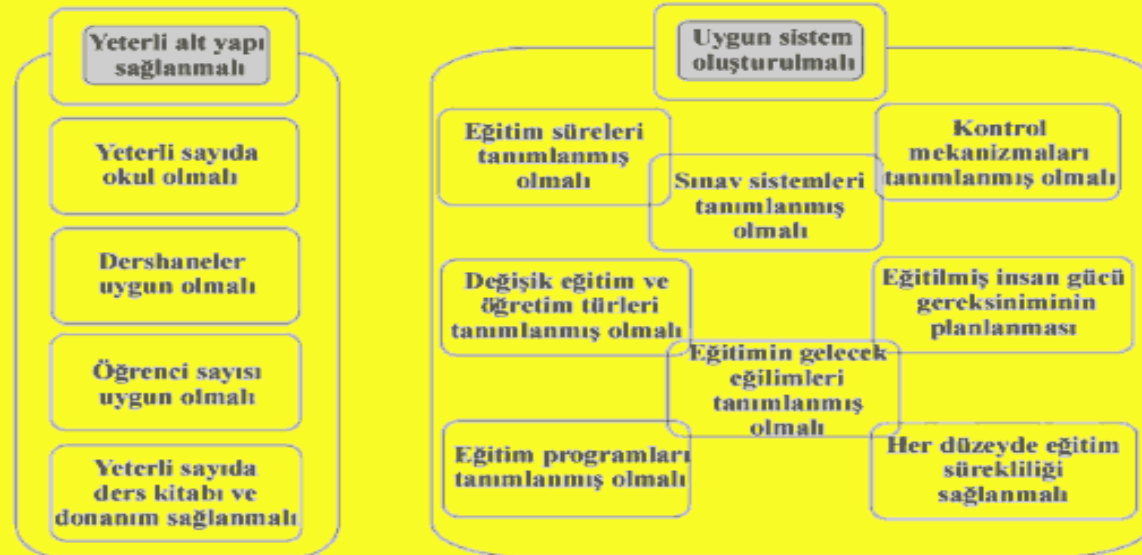 Yeterli alt yapı
sağlanmalı
Yeterli sayıda
okul olmalı
Dershaneler
uygun olmalı
Öğrenci sayısı
uygun olmalı
Yeterli sayıda
ders kitabı ve
donanım sağlanmalı
Uygun sistem
oluşturulmalı
Eğitim süreleri
tanımlanmış
olmalı
Sınav sistemleri
tanımlanmış
olmalı
Kontrol
mekanizmaları
tanımlanmış olmalı
Değişik eğitim ve
öğretim türleri
tanımlanmış olmalı
Eğitimin gelecek
eğilimleri
tanımlanmış
olmalı
Eğitilmiş insan gücü
gereksiniminin
planlanması
Eğitim programları
tanımlanmış olmalı
Her düzeyde eğitim
sürekliliği
sağlanmalı